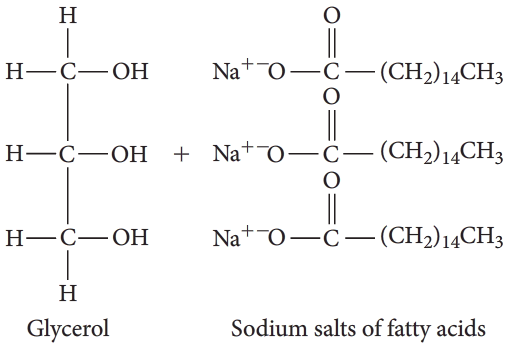 H O
H—C—OH Na⁺⁻O—C—(CH₂)₁₄CH₃
O
H—C—OH + Na⁺⁻O—C—(CH₂)₁₄CH₃
O
H—C—OH Na⁺⁻O—C—(CH₂)₁₄CH₃
H
Glycerol Sodium salts of fatty acids